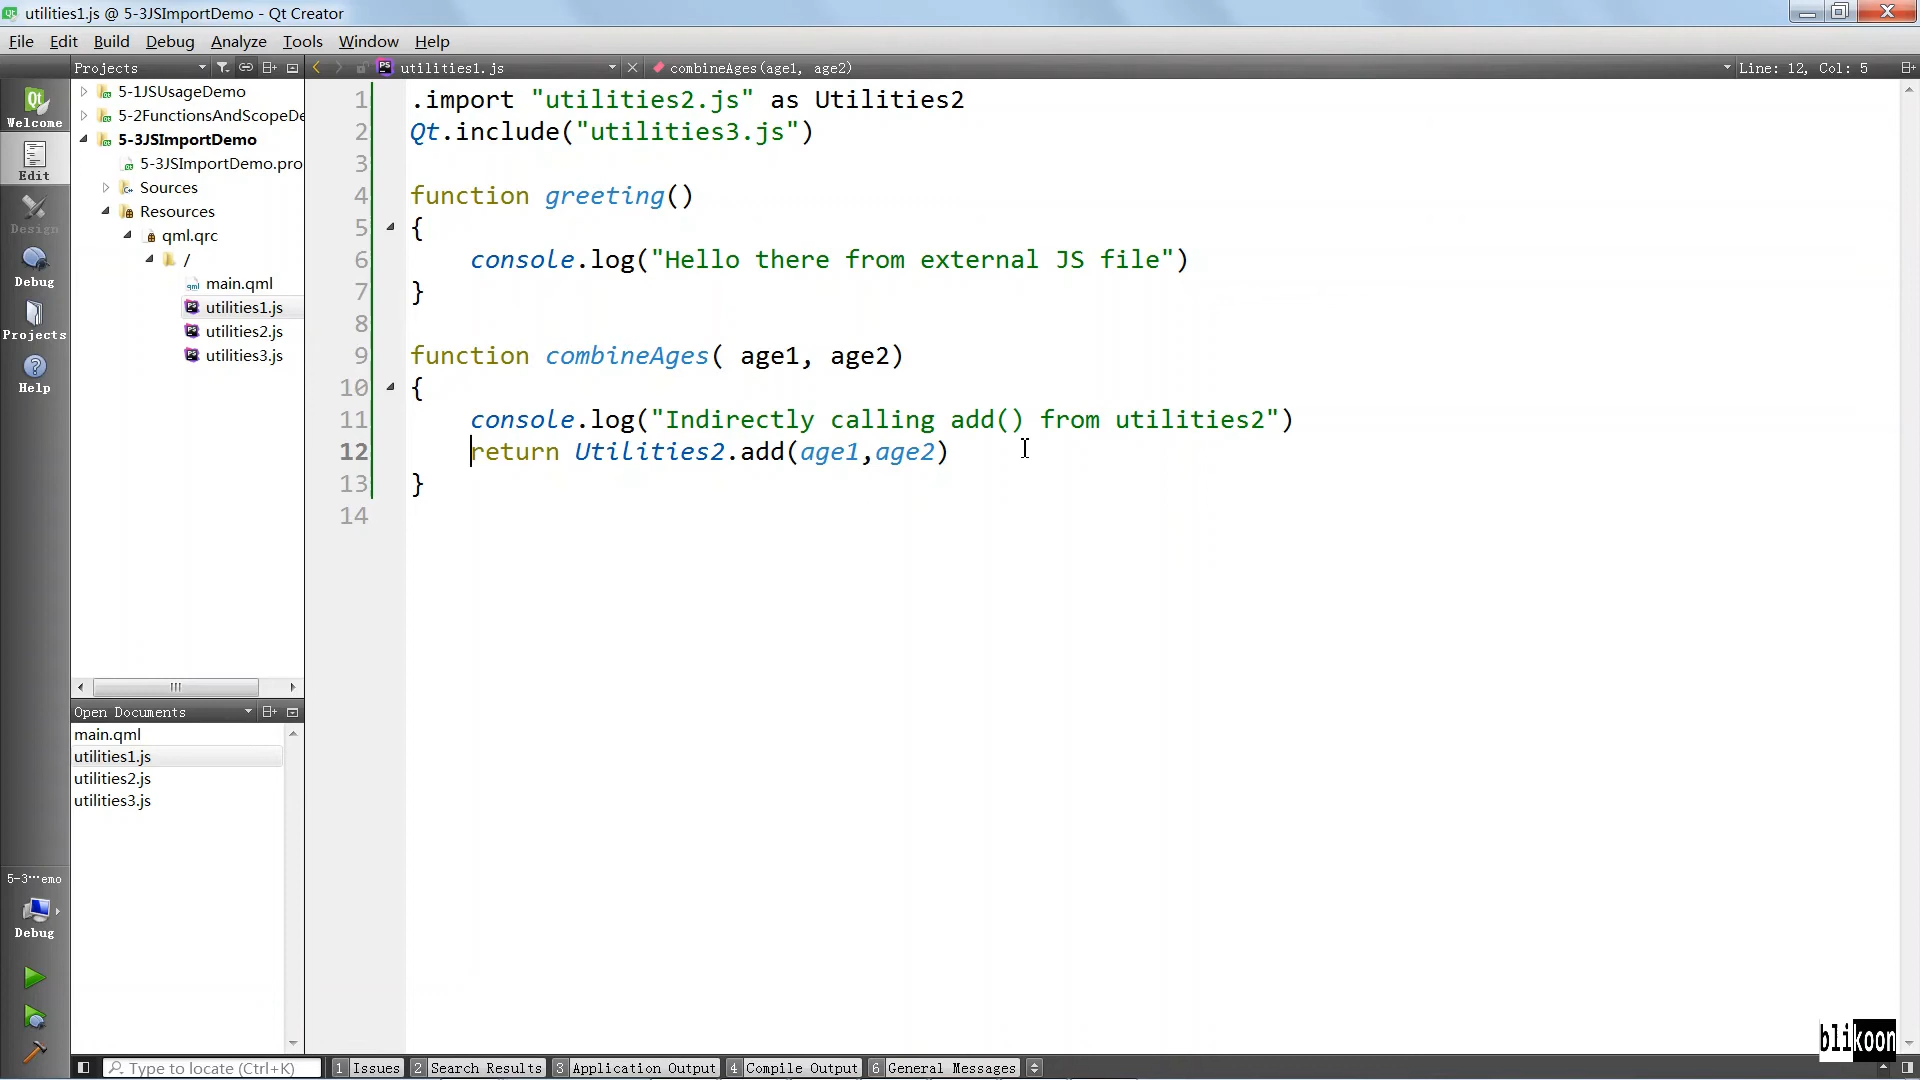 utilities1.js @ 5-3JSImportDemo - Qt Creator
File Edit Build Debug Analyze Tools Window Help
Projects
utilities1.js
combineAges(age1, age2)
Line: 12, Col: 5
Welcome
Edit
Design
Debug
Projects
Help
5-1JSUsageDemo
5-2FunctionsAndScopeDe
5-3JSImportDemo
5-3JSImportDemo.pro
Sources
Resources
qml.qrc
/
main.qml
utilities1.js
utilities2.js
utilities3.js
1 .import "utilities2.js" as Utilities2
2 Qt.include("utilities3.js")
3
4 function greeting()
5 {
6 console.log("Hello there from external JS file")
7 }
8
9 function combineAges( age1, age2)
10 {
11 console.log("Indirectly calling add() from utilities2")
12 return Utilities2.add(age1,age2)
13 }
14
Open Documents
main.qml
utilities1.js
utilities2.js
utilities3.js
5-3···emo
Debug
Type to locate (Ctrl+K)
1 Issues 2 Search Results 3 Application Output 4 Compile Output 6 General Messages
blikoon